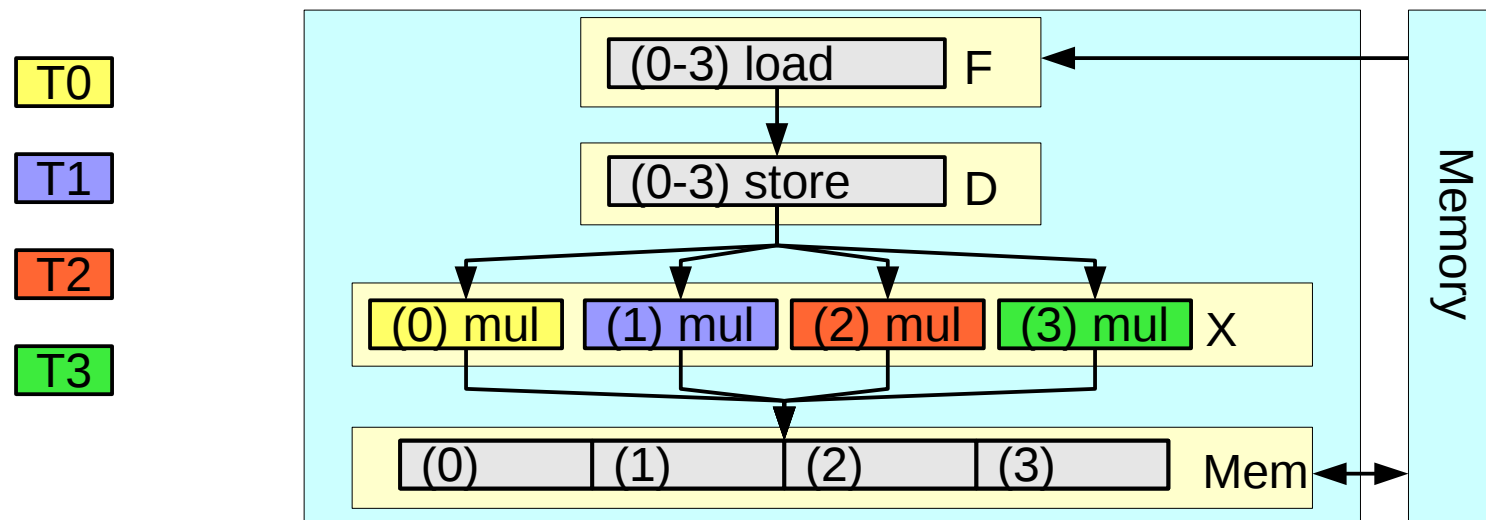 T0
T1
T2
T3
(0-3) load
F
(0-3) store
D
(0) mul
(1) mul
(2) mul
(3) mul
X
(0)
(1)
(2)
(3)
Mem
Memory